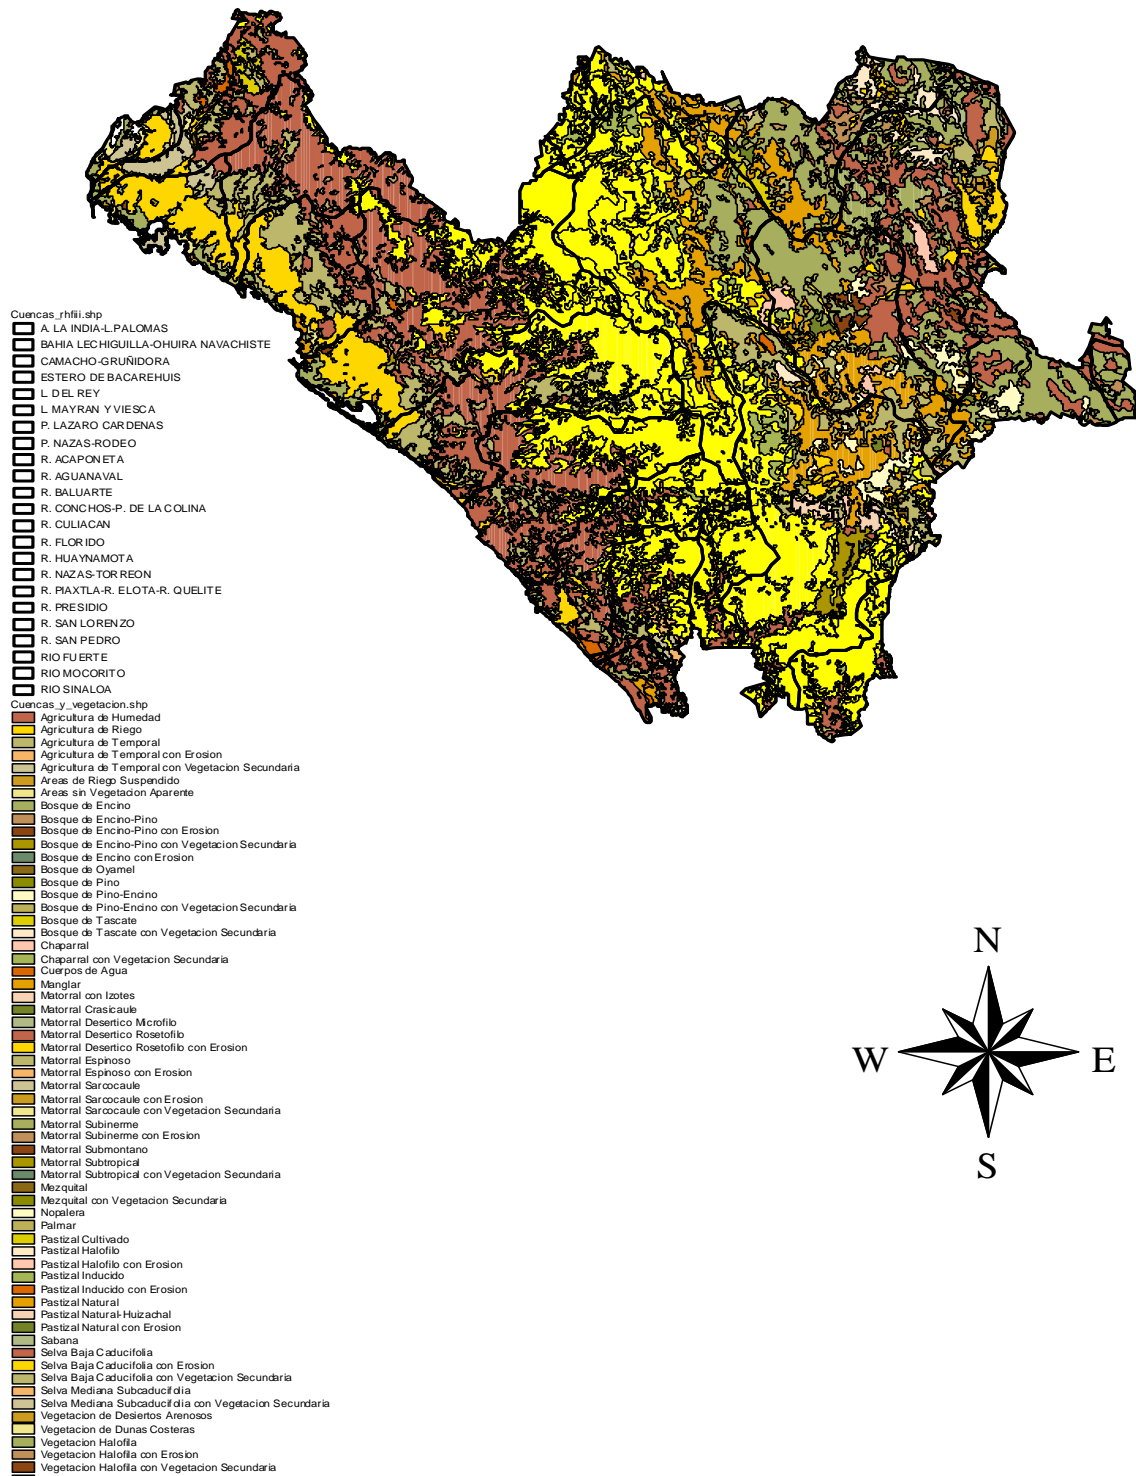 Cuencas_rhfiii.shp
A. LA INDIA-L.PALOMAS
BAHIA LECHIGUILLA-OHUIRA NAVACHISTE
CAMACHO-GRUÑIDORA
ESTERO DE BACAREHUIS
L. DEL REY
L. MAYRAN Y VIESCA
P. LAZARO CARDENAS
P. NAZAS-RODEO
R. ACAPONETA
R. AGUANAVAL
R. BALUARTE
R. CONCHOS-P. DE LA COLINA
R. CULIACAN
R. FLORIDO
R. HUAYNAMOTA
R. NAZAS-TORREON
R. PIAXTLA-R. ELOTA-R. QUELITE
R. PRESIDIO
R. SAN LORENZO
R. SAN PEDRO
RIO FUERTE
RIO MOCORITO
RIO SINALOA
Cuencas_y_vegetacion.shp
Agricultura de Humedad
Agricultura de Riego
Agricultura de Temporal
Agricultura de Temporal con Erosion
Agricultura de Temporal con Vegetacion Secundaria
Areas de Riego Suspendido
Areas sin Vegetacion Aparente
Bosque de Encino
Bosque de Encino-Pino
Bosque de Encino-Pino con Erosion
Bosque de Encino-Pino con Vegetacion Secundaria
Bosque de Encino con Erosion
Bosque de Oyamel
Bosque de Pino
Bosque de Pino-Encino
Bosque de Pino-Encino con Vegetacion Secundaria
Bosque de Tascate
Bosque de Tascate con Vegetacion Secundaria
Chaparral
Chaparral con Vegetacion Secundaria
Cuerpos de Agua
Manglar
Matorral con Izotes
Matorral Crasicaule
Matorral Desertico Microfilo
Matorral Desertico Rosetofilo
Matorral Desertico Rosetofilo con Erosion
Matorral Espinoso
Matorral Espinoso con Erosion
Matorral Sarcocaule
Matorral Sarcocaule con Erosion
Matorral Sarcocaule con Vegetacion Secundaria
Matorral Subinerme
Matorral Subinerme con Erosion
Matorral Submontano
Matorral Subtropical
Matorral Subtropical con Vegetacion Secundaria
Mezquital
Mezquital con Vegetacion Secundaria
Nopalera
Palmar
Pastizal Cultivado
Pastizal Halofilo
Pastizal Halofilo con Erosion
Pastizal Inducido
Pastizal Inducido con Erosion
Pastizal Natural
Pastizal Natural-Huizachal
Pastizal Natural con Erosion
Sabana
Selva Baja Caducifolia
Selva Baja Caducifolia con Erosion
Selva Baja Caducifolia con Vegetacion Secundaria
Selva Mediana Subcaducifolia
Selva Mediana Subcaducifolia con Vegetacion Secundaria
Vegetacion de Desiertos Arenosos
Vegetacion de Dunas Costeras
Vegetacion Halofila
Vegetacion Halofila con Erosion
Vegetacion Halofila con Vegetacion Secundaria
N
W E
S